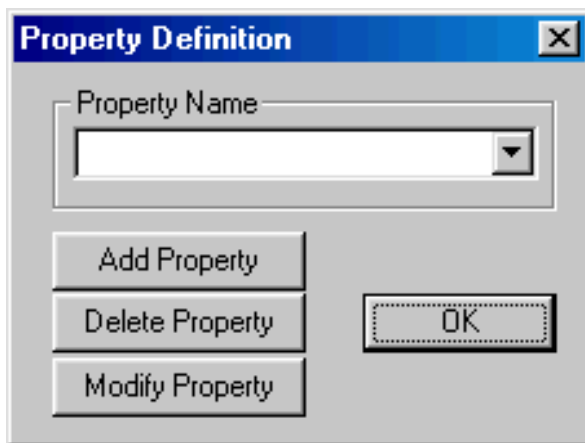 Property Definition
Property Name
Add Property
Delete Property
OK
Modify Property